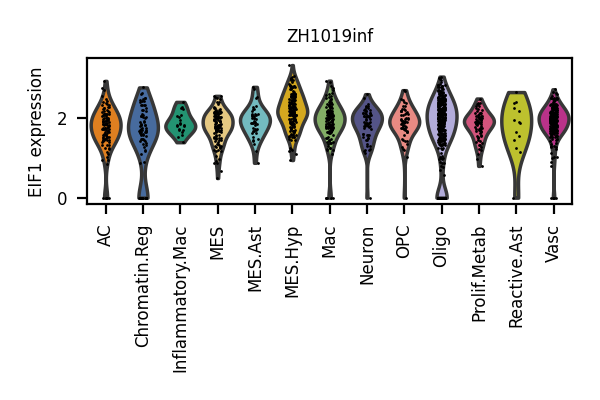 ZH1019inf
EIF1 expression
2
0
AC
Chromatin.Reg
Inflammatory.Mac
MES
MES.Ast
MES.Hyp
Mac
Neuron
OPC
Oligo
Prolif.Metab
Reactive.Ast
Vasc